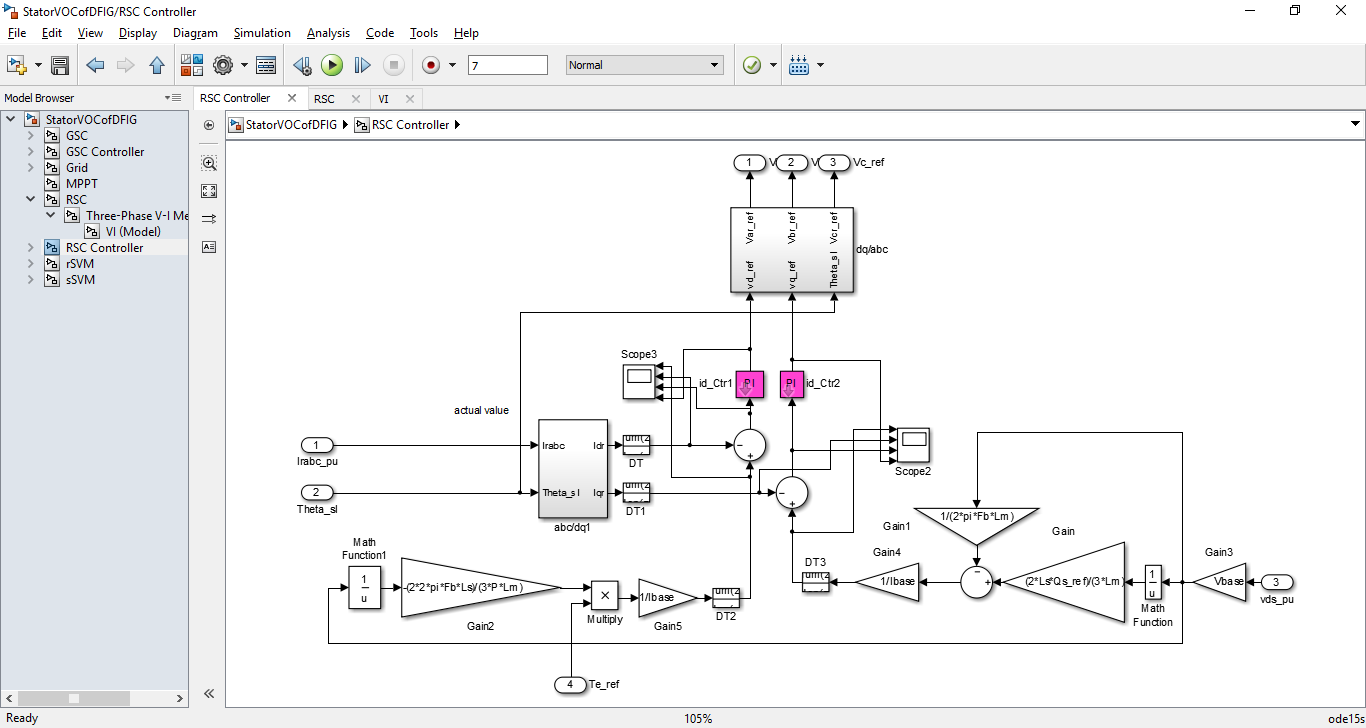 StatorVOCofDFIG/RSC Controller
File Edit View Display Diagram Simulation Analysis Code Tools Help
7 Normal
Model Browser
RSC Controller RSC VI
StatorVOCofDFIG RSC Controller
StatorVOCofDFIG
GSC
GSC Controller
Grid
MPPT
RSC
Three-Phase V-I Me
VI (Model)
RSC Controller
rSVM
sSVM
1 V 2 V 3 Vc_ref
Var_ref Vbr_ref Vcr_ref
vd_ref vq_ref Theta_sl
dq/abc
Scope3
id_Ctr1 PI PI id_Ctr2
actual value
1
Irabc_pu
Irabc Idr
DT
Scope2
2
Theta_sl
Theta_sl Iqr
DT1
abc/dq1
1/(2*pi*Fb*Lm)
Gain1
Gain
Math
Function1
1
u
-(2*2*pi*Fb*Ls)/(3*P*Lm)
Gain2
×
Multiply
1/Ibase
Gain5
DT2
DT3
Gain4
1/Ibase
(2*Ls*Qs_ref)/(3*Lm)
1
u
Math
Function
Gain3
Vbase
3
vds_pu
4 Te_ref
Ready 105% ode15s